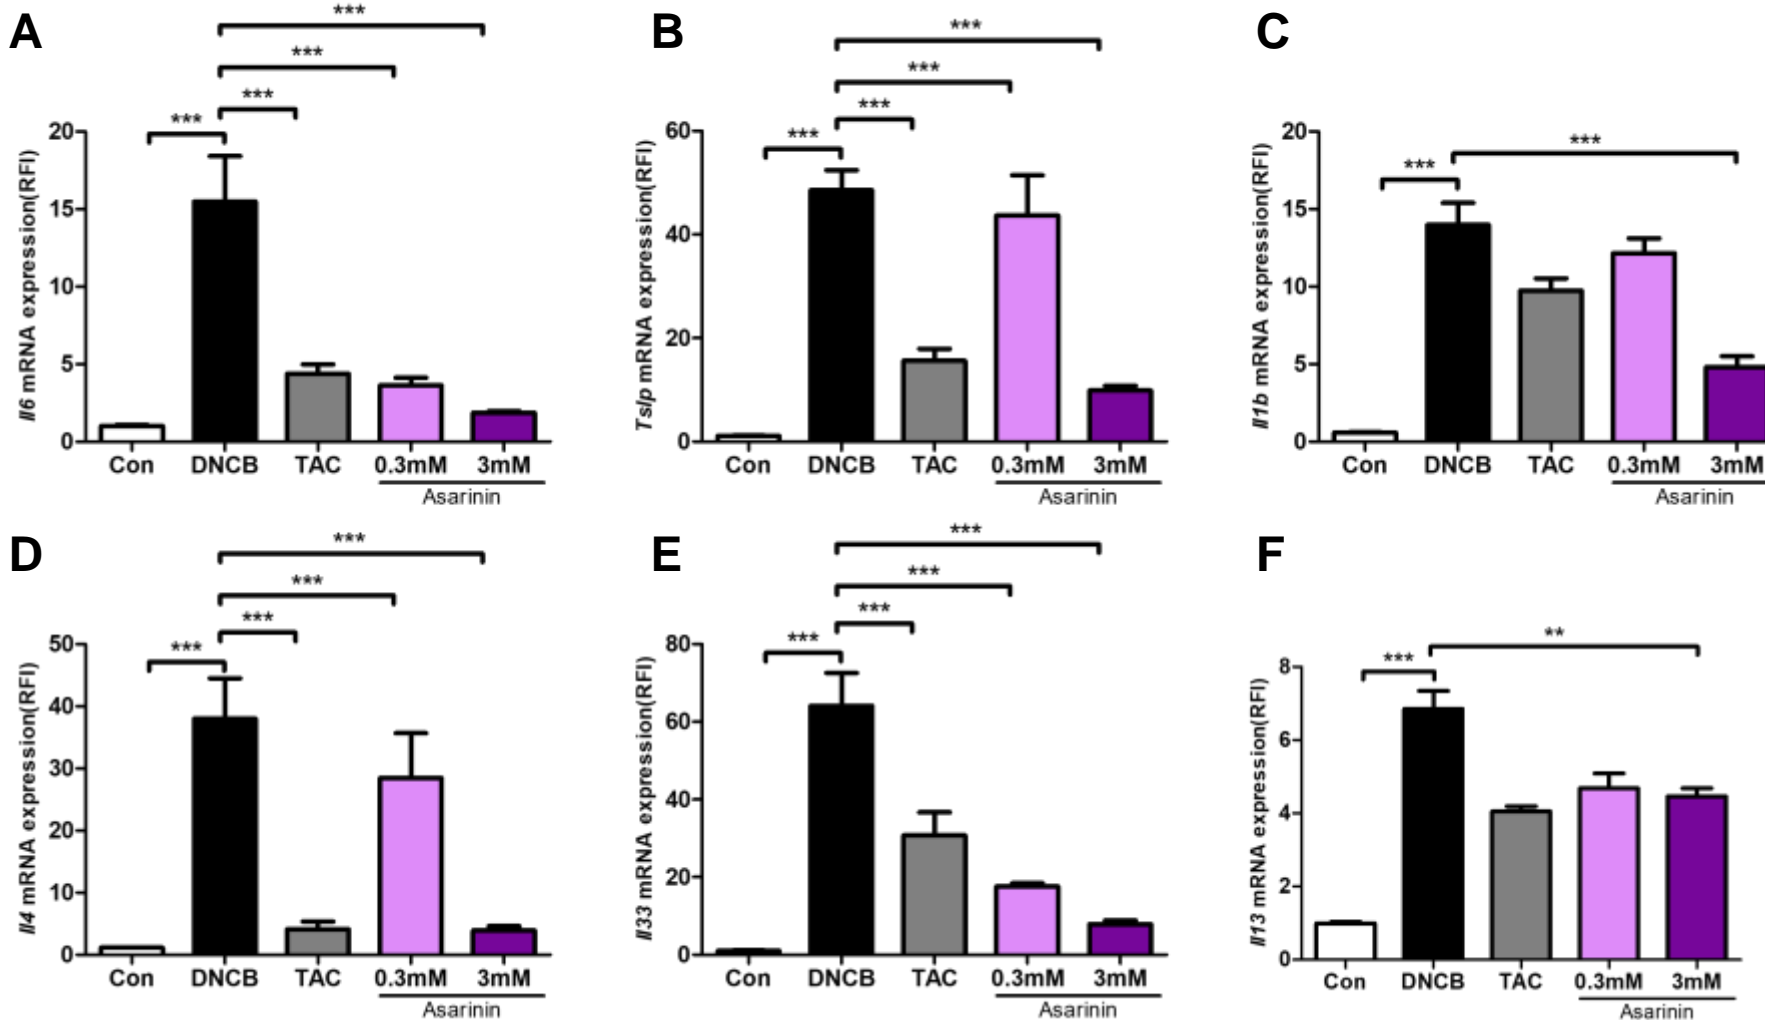 A
***
***
***
***
Il6 mRNA expression(RFI)
20
15
10
5
0
Con DNCB TAC 0.3mM 3mM
Asarinin
B
***
***
***
***
Tslp mRNA expression(RFI)
60
40
20
0
Con DNCB TAC 0.3mM 3mM
Asarinin
C
***
***
Il1b mRNA expression(RFI)
20
15
10
5
0
Con DNCB TAC 0.3mM 3mM
Asarinin
D
***
***
***
***
Il4 mRNA expression(RFI)
50
40
30
20
10
0
Con DNCB TAC 0.3mM 3mM
Asarinin
E
***
***
***
***
Il33 mRNA expression(RFI)
80
60
40
20
0
Con DNCB TAC 0.3mM 3mM
Asarinin
F
**
***
Il13 mRNA expression(RFI)
8
6
4
2
0
Con DNCB TAC 0.3mM 3mM
Asarinin